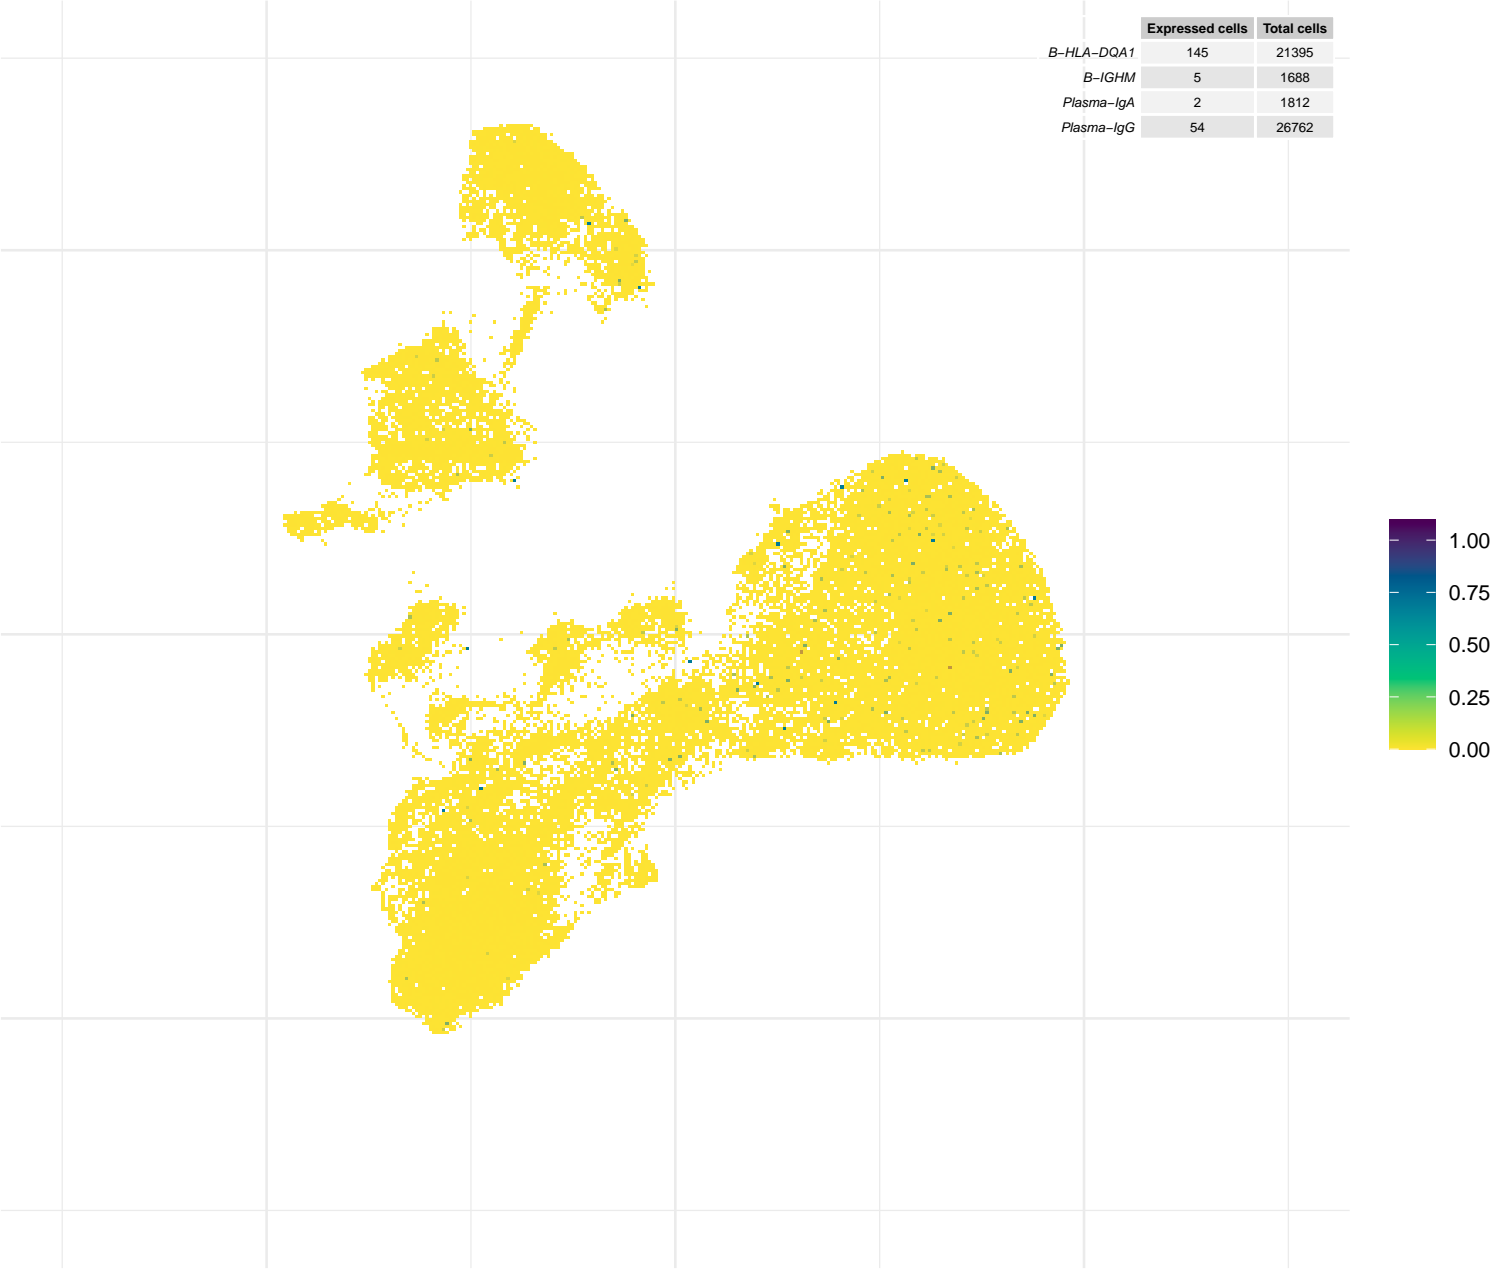 Expressed cells Total cells
B−HLA−DQA1 145 21395
B−IGHM 5 1688
Plasma−IgA 2 1812
Plasma−IgG 54 26762
1.00
0.75
0.50
0.25
0.00